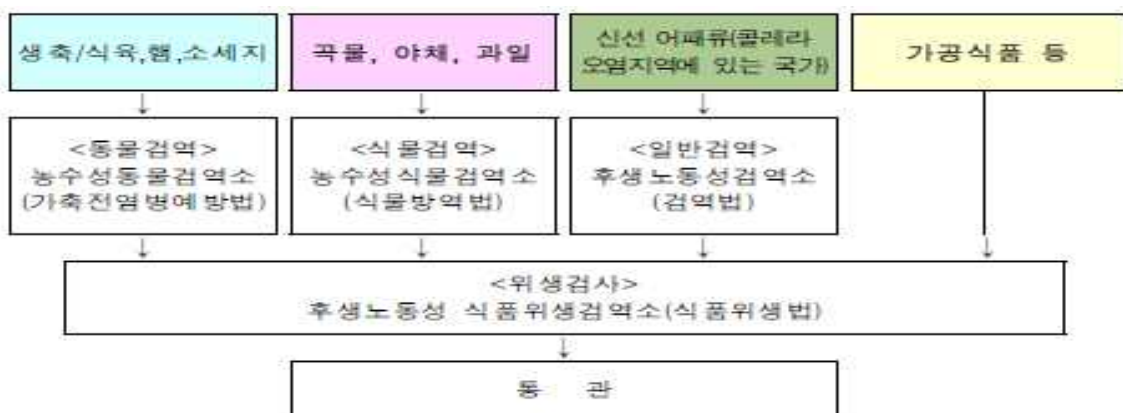 생축/식육,햄,소세지
곡물, 야채, 과일
신선 어패류(콜레라
오염지역에 있는 국가)
가공식품 등
<동물검역>
농수성동물검역소
(가축전염병예방법)
<식물검역>
농수성식물검역소
(식물방역법)
<일반검역>
후생노동성검역소
(검역법)
<위생검사>
후생노동성 식품위생검역소(식품위생법)
통 관